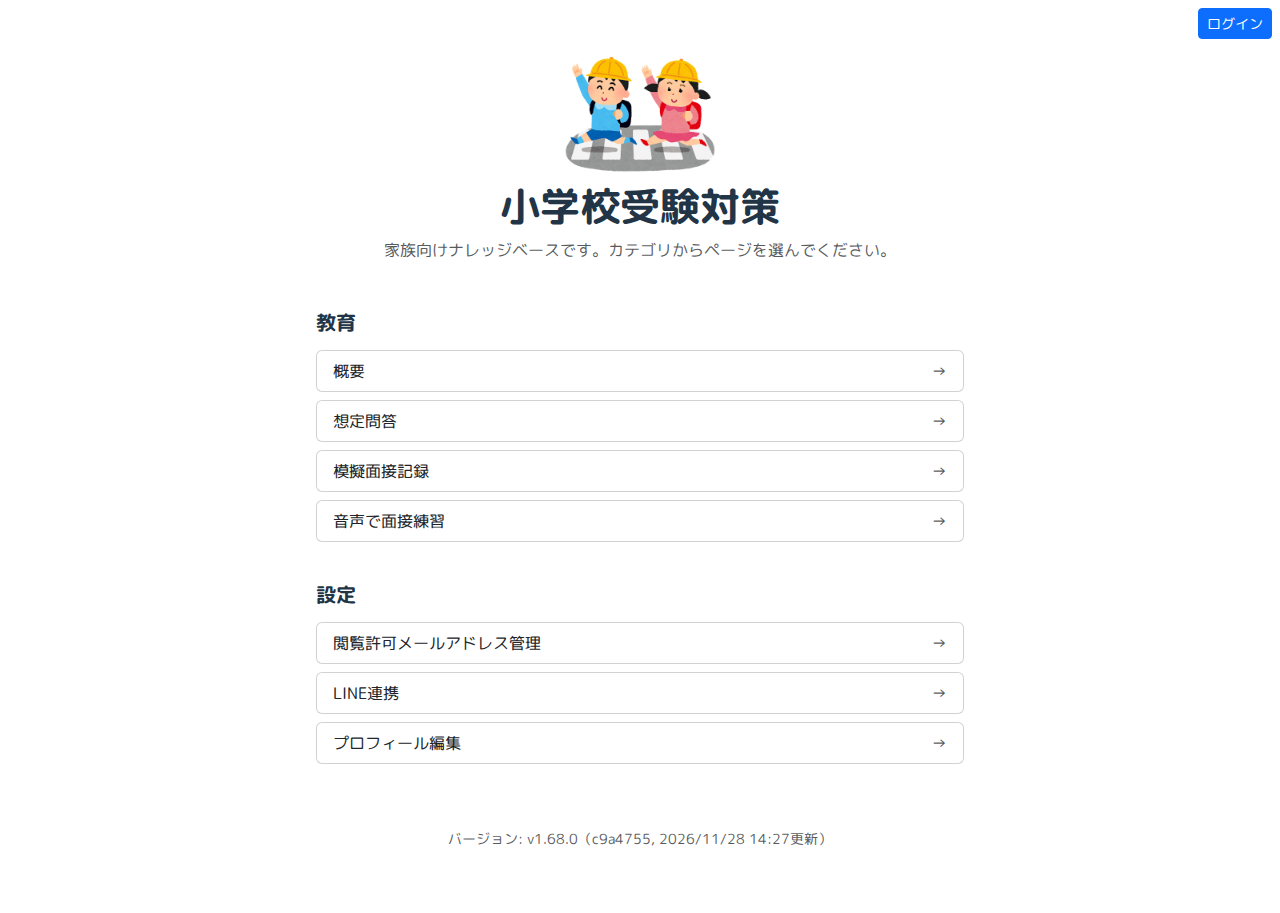 ログイン
小学校受験対策
家族向けナレッジベースです。カテゴリからページを選んでください。
教育
概要 →
想定問答 →
模擬面接記録 →
音声で面接練習 →
設定
閲覧許可メールアドレス管理 →
LINE連携 →
プロフィール編集 →
バージョン: v1.68.0（c9a4755, 2026/11/28 14:27更新）